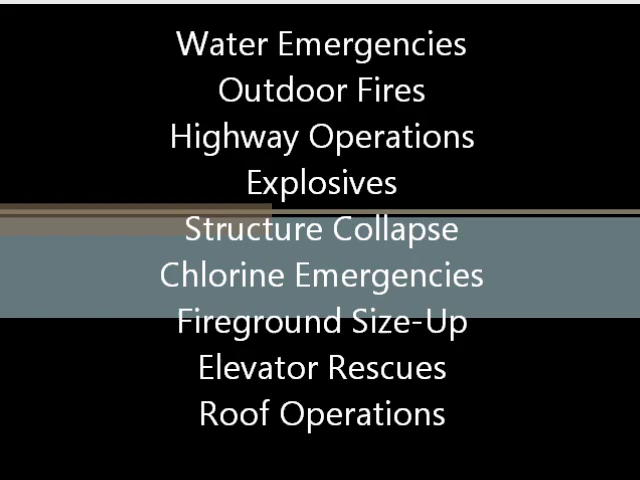 Water Emergencies
Outdoor Fires
Highway Operations
Explosives
Structure Collapse
Chlorine Emergencies
Fireground Size-Up
Elevator Rescues
Roof Operations